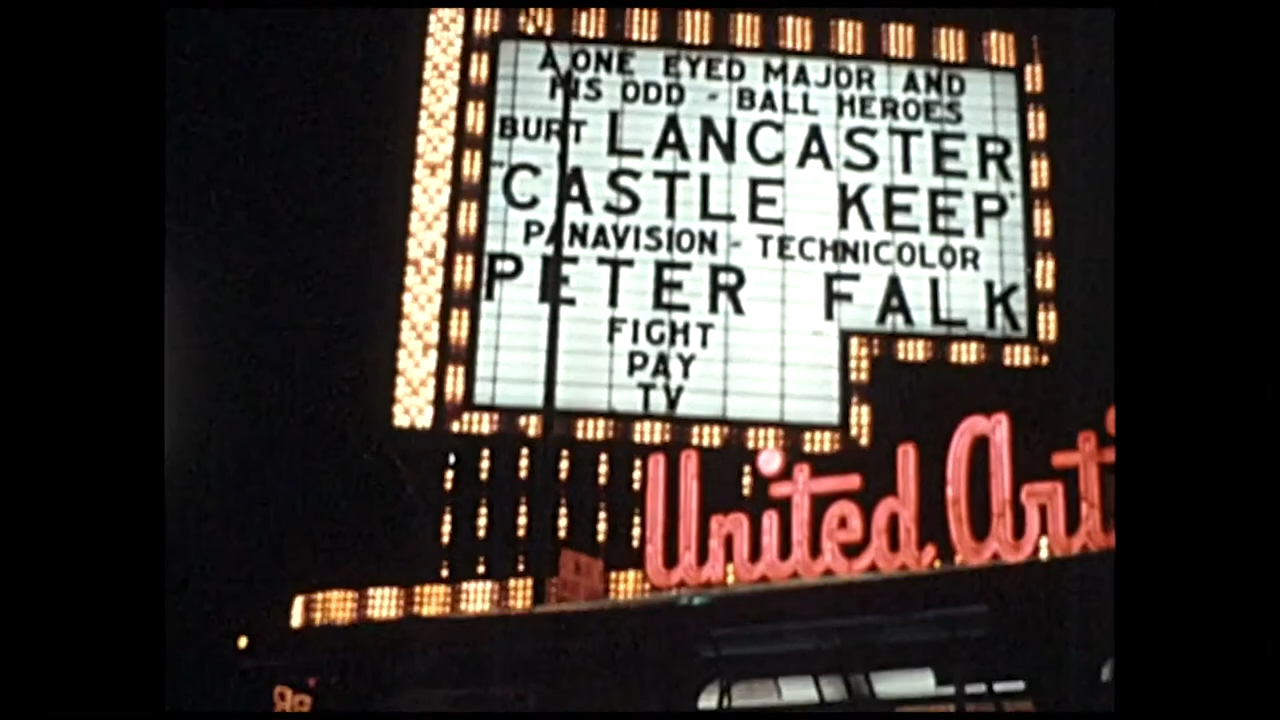 A ONE EYED MAJOR AND
HIS ODD - BALL HEROES
BURT LANCASTER
"CASTLE KEEP"
PANAVISION - TECHNICOLOR
PETER FALK
FIGHT
PAY
TV
United Arti